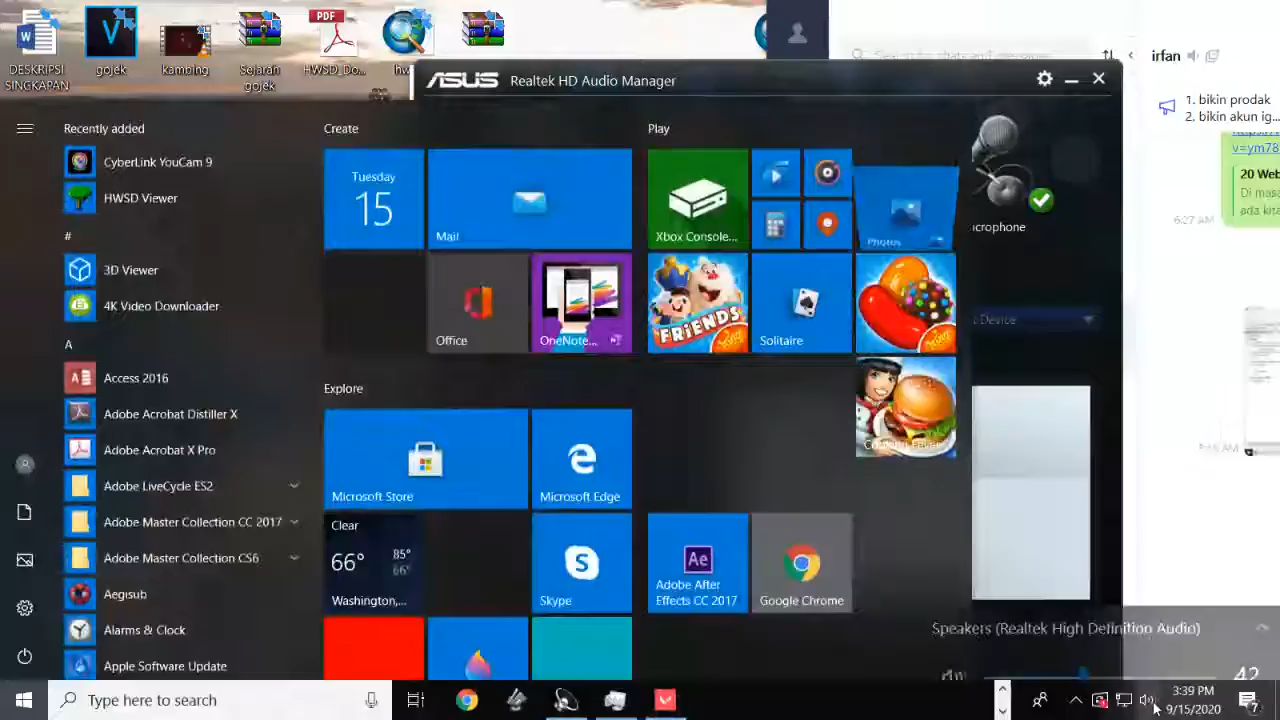 DESKRIPSI
SINGKAPAN
gojek
kambing
Sejaran
gojek
PDF
HWSD_Do...
ASUS Realtek HD Audio Manager
irfan
1. bikin prodak
2. bikin akun ig...
v=ym78
20 Web
Di mas
ada kita
6:27 AM
Recently added
CyberLink YouCam 9
HWSD Viewer
#
3D Viewer
4K Video Downloader
A
Access 2016
Adobe Acrobat Distiller X
Adobe Acrobat X Pro
Adobe LiveCycle ES2
Adobe Master Collection CC 2017
Adobe Master Collection CS6
Aegisub
Alarms & Clock
Apple Software Update
Create
Tuesday
15
Mail
Office
OneNote...
Explore
Microsoft Store
Microsoft Edge
Clear
66°
85°
66°
Washington,...
Skype
Play
Xbox Console...
Photos
FRIENDS
Solitaire
Ae
Adobe After
Effects CC 2017
Google Chrome
crophone
Device
Speakers (Realtek High Definition Audio)
42
Type here to search
3:39 PM
9/15/2020
7